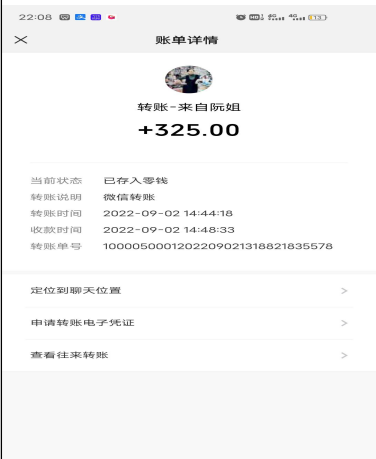 22:08
账单详情
转账-来自阮姐
+325.00
当前状态 已存入零钱
转账说明 微信转账
转账时间 2022-09-02 14:44:18
收款时间 2022-09-02 14:48:33
转账单号 1000050001202209021318821835578
定位到聊天位置
申请转账电子凭证
查看往来转账